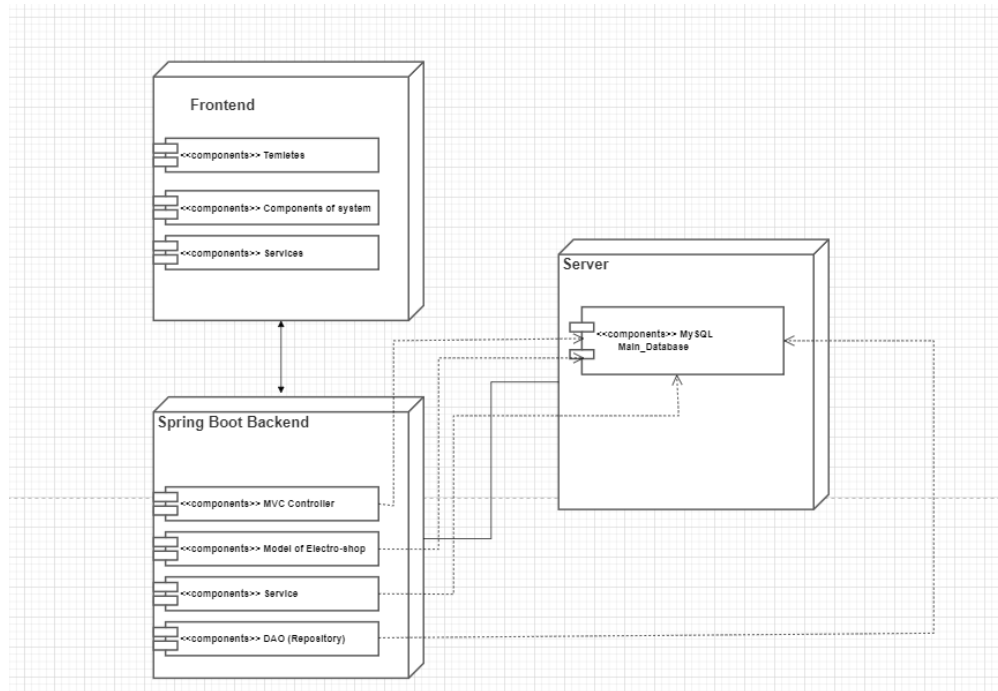 Frontend
<<components>> Temletes
<<components>> Components of system
<<components>> Services
Server
<<components>> MySQL
Main_Database
Spring Boot Backend
<<components>> MVC Controller
<<components>> Model of Electro-shop
<<components>> Service
<<components>> DAO (Repository)